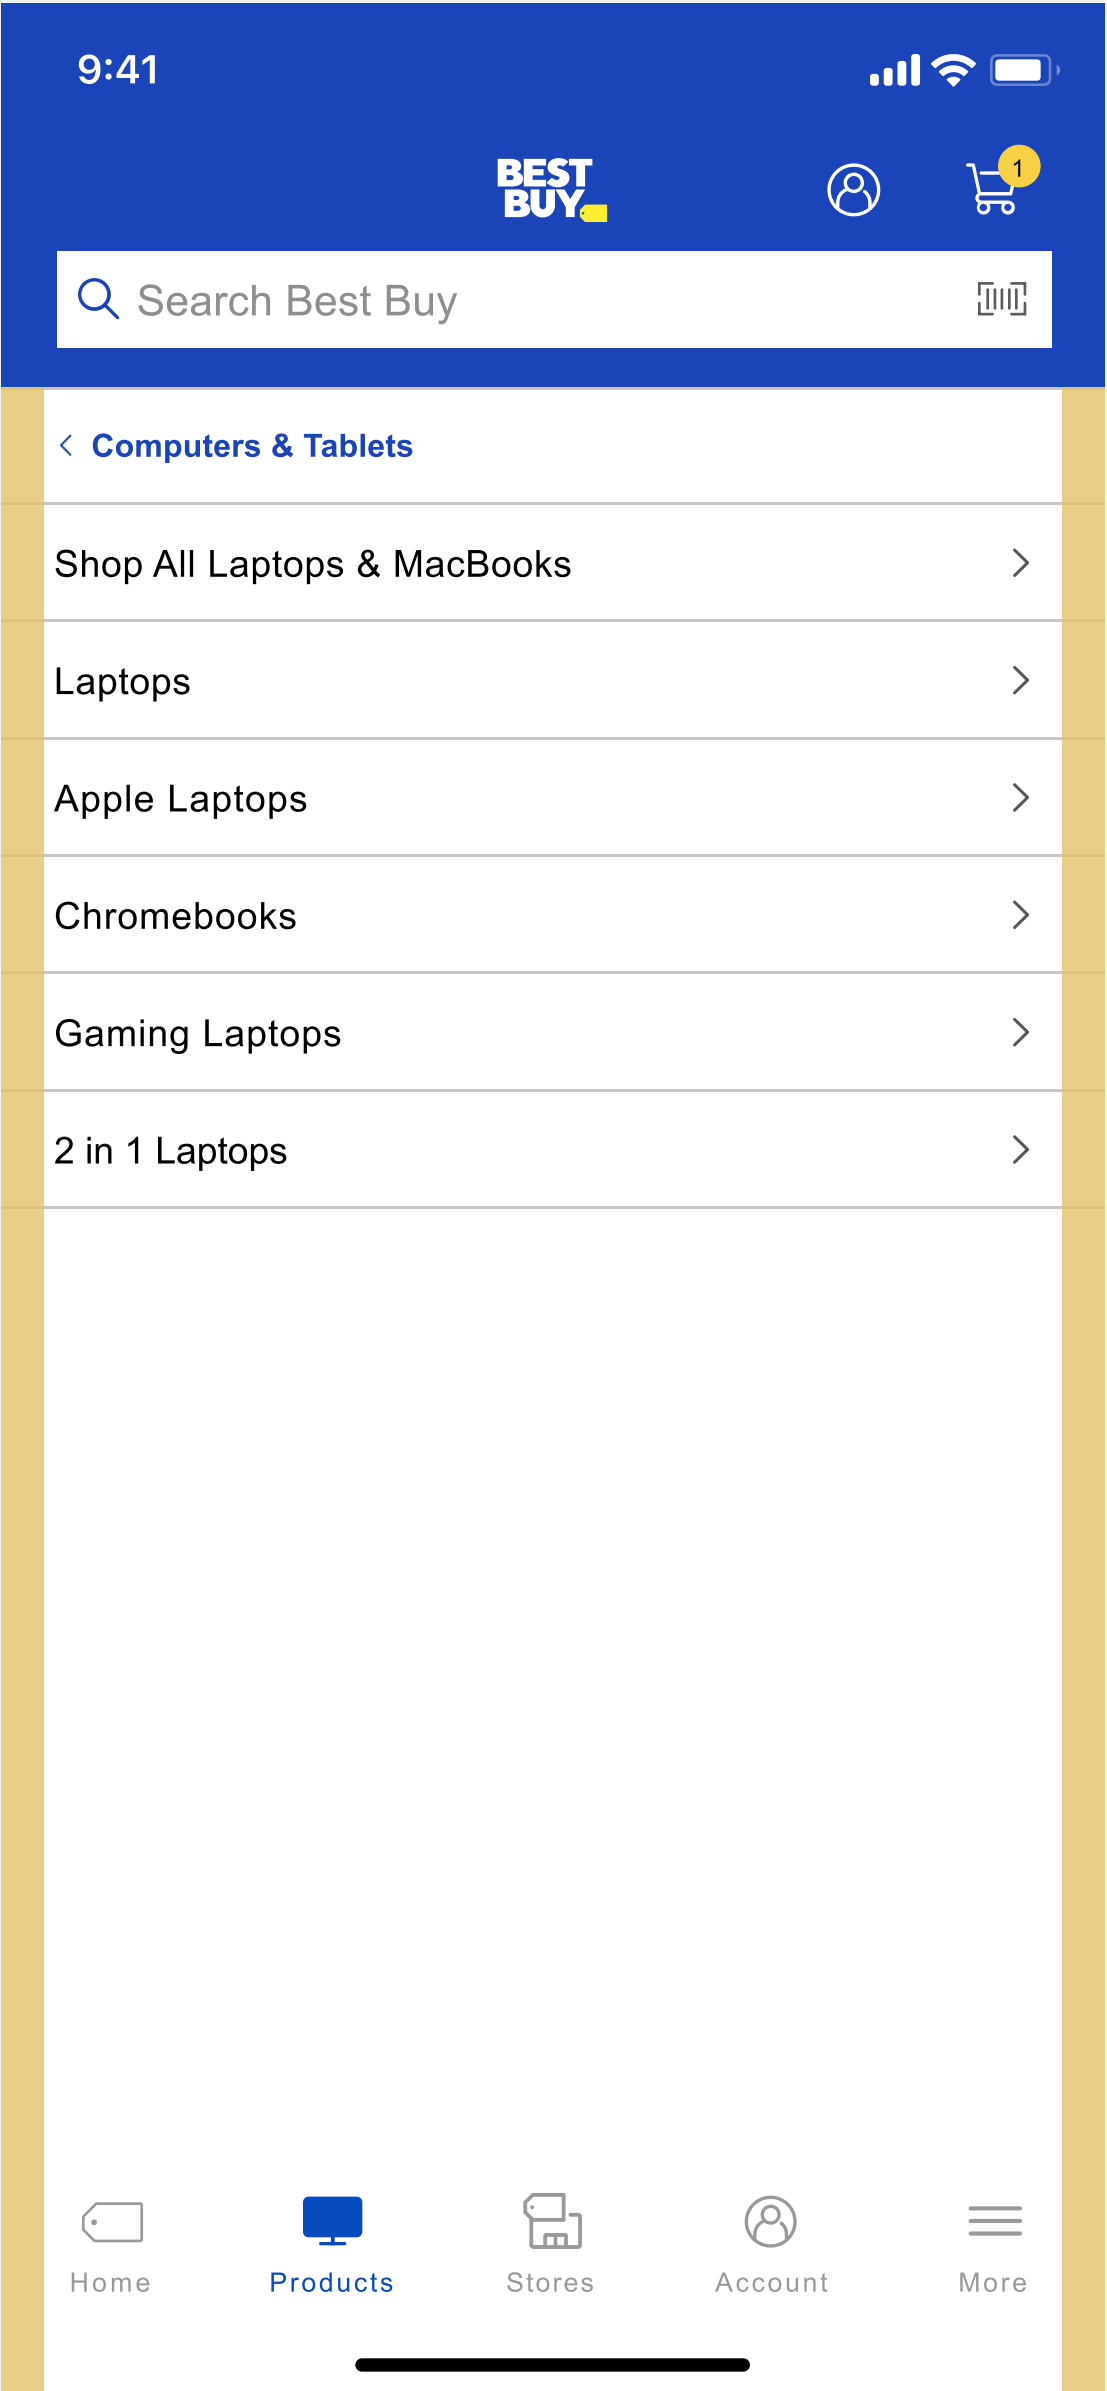 9:41
BEST
BUY
1
Search Best Buy
Computers & Tablets
Shop All Laptops & MacBooks
Laptops
Apple Laptops
Chromebooks
Gaming Laptops
2 in 1 Laptops
Home
Products
Stores
Account
More